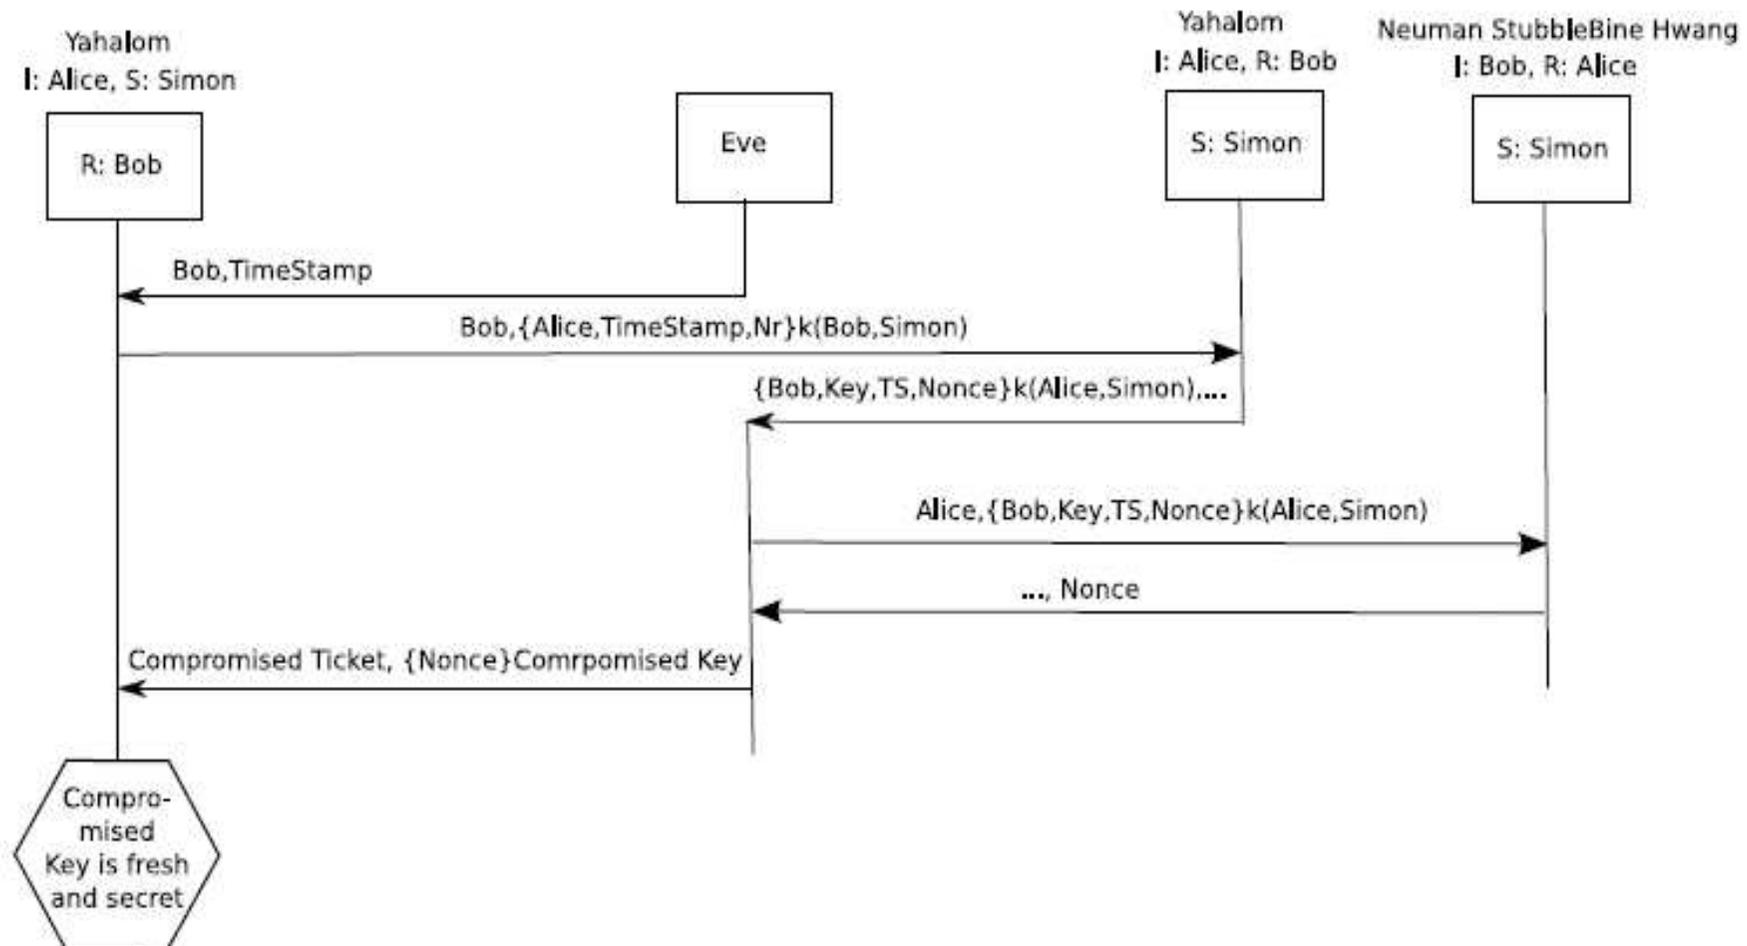 Yahalom
I: Alice, S: Simon
R: Bob
Eve
Yahalom
I: Alice, R: Bob
S: Simon
Neuman StubbleBine Hwang
I: Bob, R: Alice
S: Simon
Bob,TimeStamp
Bob,{Alice,TimeStamp,Nr}k(Bob,Simon)
{Bob,Key,TS,Nonce}k(Alice,Simon),...
Alice,{Bob,Key,TS,Nonce}k(Alice,Simon)
..., Nonce
Compromised Ticket, {Nonce}Comrpomised Key
Compro-
mised
Key is fresh
and secret